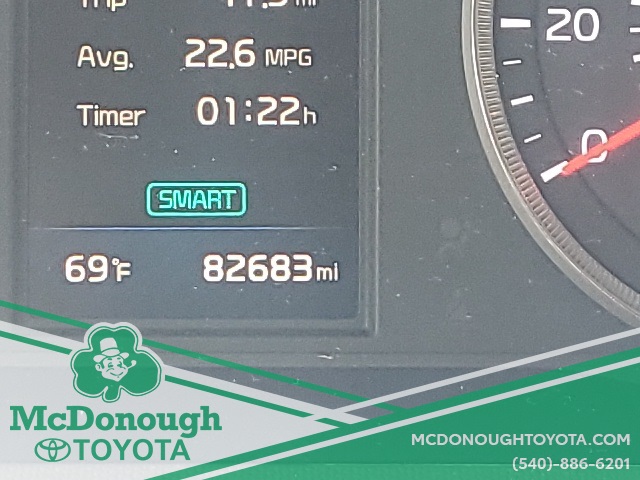 Trip
Avg. 22.6 MPG
Timer 01:22h
SMART
69°F 82683mi
20
0
McDonough
TOYOTA
MCDONOUGHTOYOTA.COM
(540)-886-6201